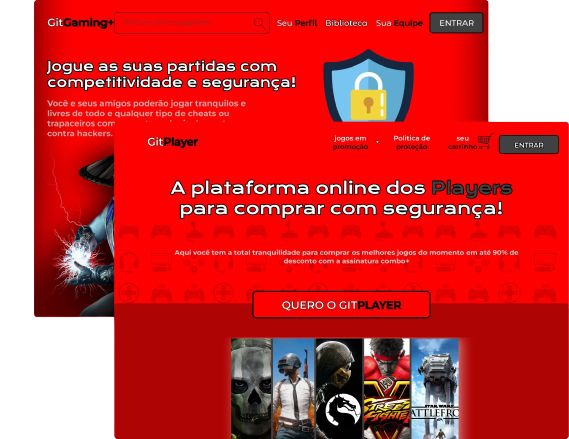 GitGaming+
Seu Perfil
Biblioteca
Sua Equipe
ENTRAR
Jogue as suas partidas com
competitividade e segurança!
Você e seus amigos poderão jogar tranquilos e
livres de todo e qualquer tipo de cheats ou
trapaceiros com
contra hackers.
GitPlayer
jogos em
promoção
Política de
proteção
seu
carrinho
ENTRAR
A plataforma online dos Players
para comprar com segurança!
Aqui você tem a total tranquilidade para comprar os melhores jogos do momento em até 90% de
desconto com a assinatura combo+
QUERO O GITPLAYER
STREET
FIGHTER
V
STAR WARS
BATTLEFRO